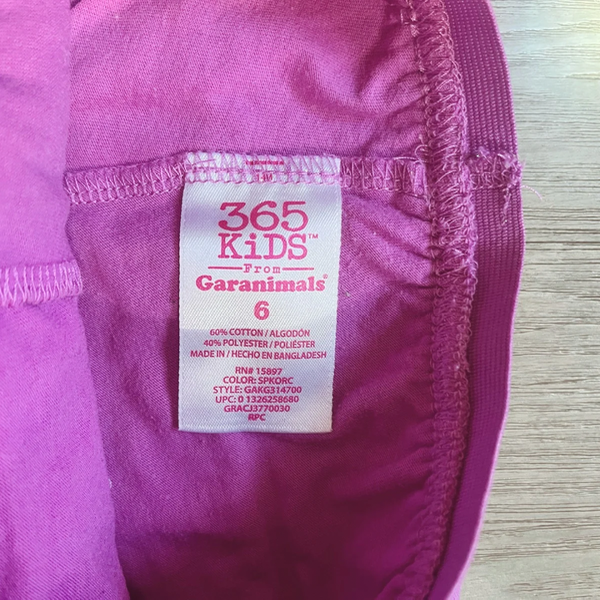 365
KiDS™
From
Garanimals®
6
60% COTTON / ALGODÓN
40% POLYESTER / POLIÉSTER
MADE IN / HECHO EN BANGLADESH
RN# 15897
COLOR: SPKORC
STYLE: GAKG314700
UPC: 0 1326258680
GRACJ3770030
RPC